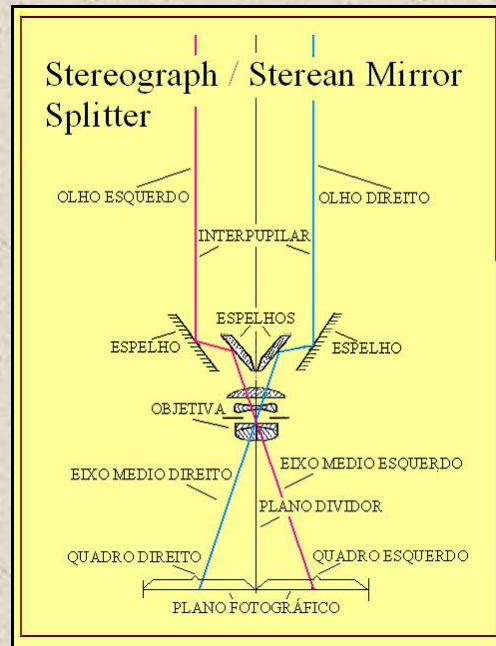 Stereograph / Sterean Mirror
Splitter
OLHO ESQUERDO
OLHO DIREITO
INTERPUPILAR
ESPELHOS
ESPELHO
ESPELHO
OBJETIVA
EIXO MEDIO DIREITO
EIXO MEDIO ESQUERDO
PLANO DIVIDOR
QUADRO DIREITO
QUADRO ESQUERDO
PLANO FOTOGRÁFICO